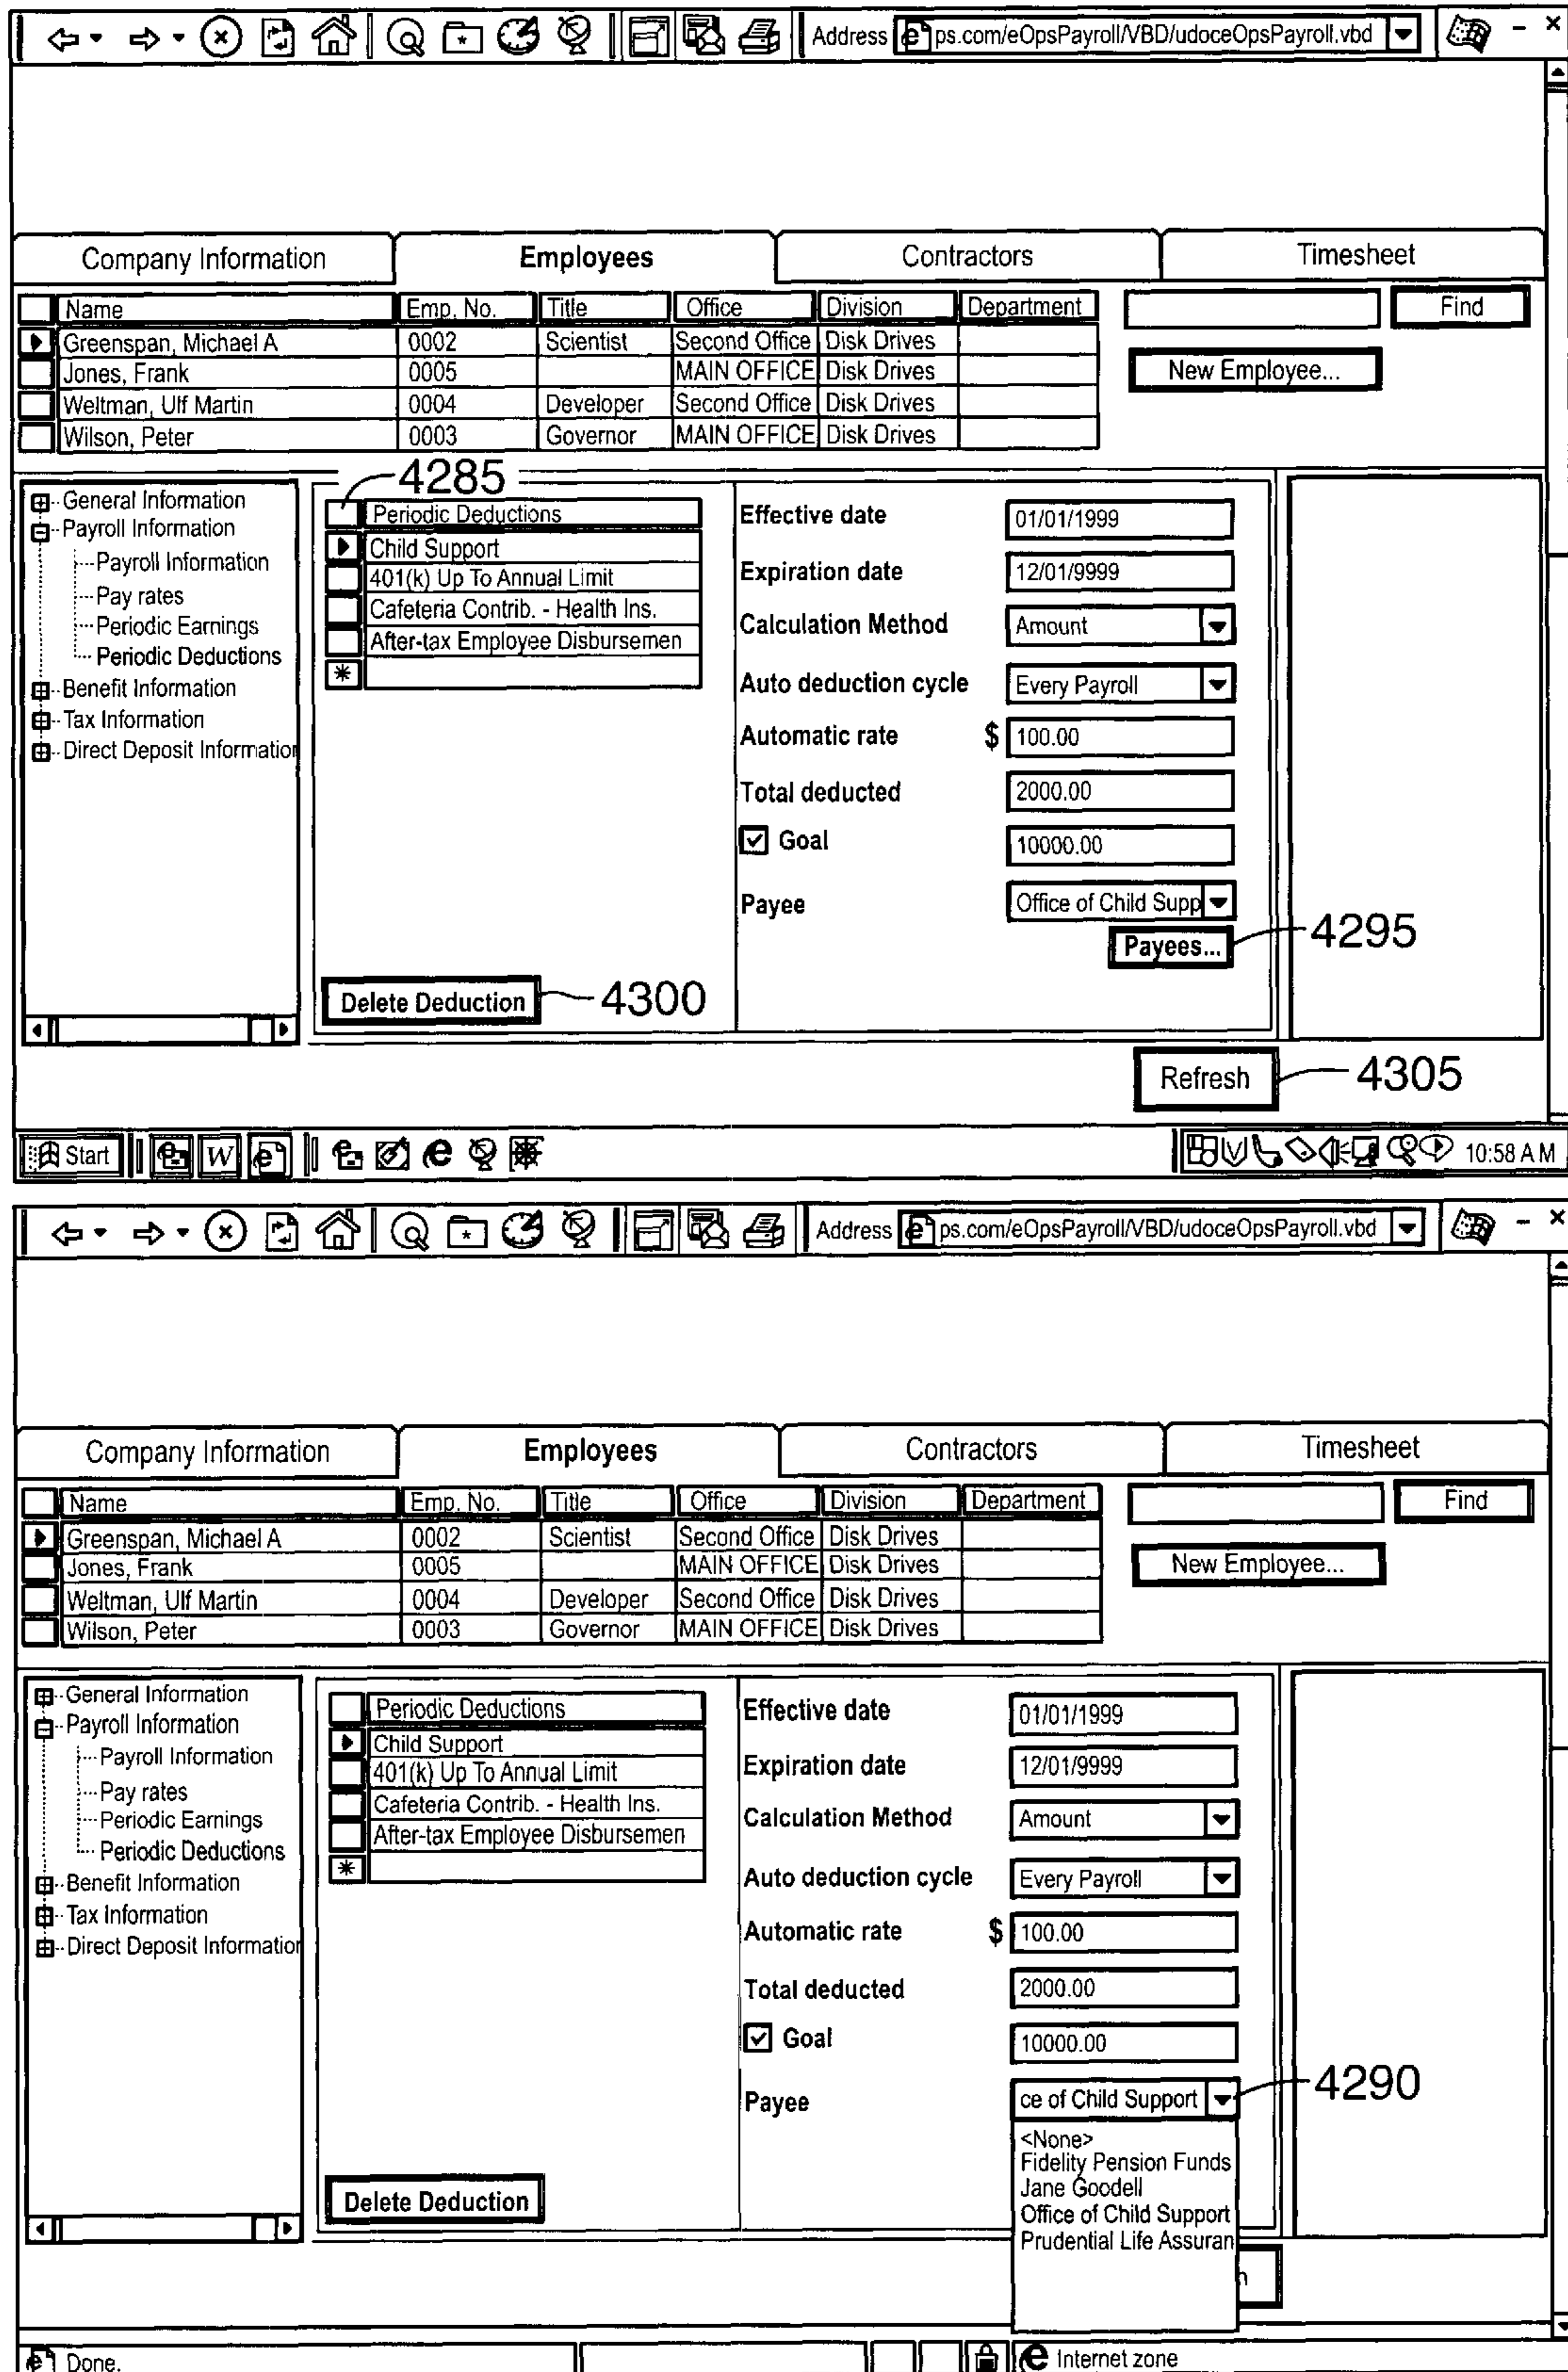 Address ps.com/eOpsPayroll/VBD/udoceOpsPayroll.vbd
Company Information Employees Contractors Timesheet
Name Emp. No. Title Office Division Department Find
Greenspan, Michael A 0002 Scientist Second Office Disk Drives
Jones, Frank 0005 MAIN OFFICE Disk Drives New Employee...
Weltman, Ulf Martin 0004 Developer Second Office Disk Drives
Wilson, Peter 0003 Governor MAIN OFFICE Disk Drives
4285
General Information
Payroll Information
Payroll Information
Pay rates
Periodic Earnings
Periodic Deductions
Benefit Information
Tax Information
Direct Deposit Information
Periodic Deductions
Child Support
401(k) Up To Annual Limit
Cafeteria Contrib. - Health Ins.
After-tax Employee Disbursemen
*
Delete Deduction 4300
Effective date 01/01/1999
Expiration date 12/01/9999
Calculation Method Amount
Auto deduction cycle Every Payroll
Automatic rate $ 100.00
Total deducted 2000.00
Goal 10000.00
Payee Office of Child Supp
Payees... 4295
Refresh 4305
Start W 10:58 AM
Address ps.com/eOpsPayroll/VBD/udoceOpsPayroll.vbd
Company Information Employees Contractors Timesheet
Name Emp. No. Title Office Division Department Find
Greenspan, Michael A 0002 Scientist Second Office Disk Drives
Jones, Frank 0005 MAIN OFFICE Disk Drives New Employee...
Weltman, Ulf Martin 0004 Developer Second Office Disk Drives
Wilson, Peter 0003 Governor MAIN OFFICE Disk Drives
General Information
Payroll Information
Payroll Information
Pay rates
Periodic Earnings
Periodic Deductions
Benefit Information
Tax Information
Direct Deposit Information
Periodic Deductions
Child Support
401(k) Up To Annual Limit
Cafeteria Contrib. - Health Ins.
After-tax Employee Disbursemen
*
Delete Deduction
Effective date 01/01/1999
Expiration date 12/01/9999
Calculation Method Amount
Auto deduction cycle Every Payroll
Automatic rate $ 100.00
Total deducted 2000.00
Goal 10000.00
Payee ce of Child Support 4290
<None>
Fidelity Pension Funds
Jane Goodell
Office of Child Support
Prudential Life Assuran
h
Done. Internet zone